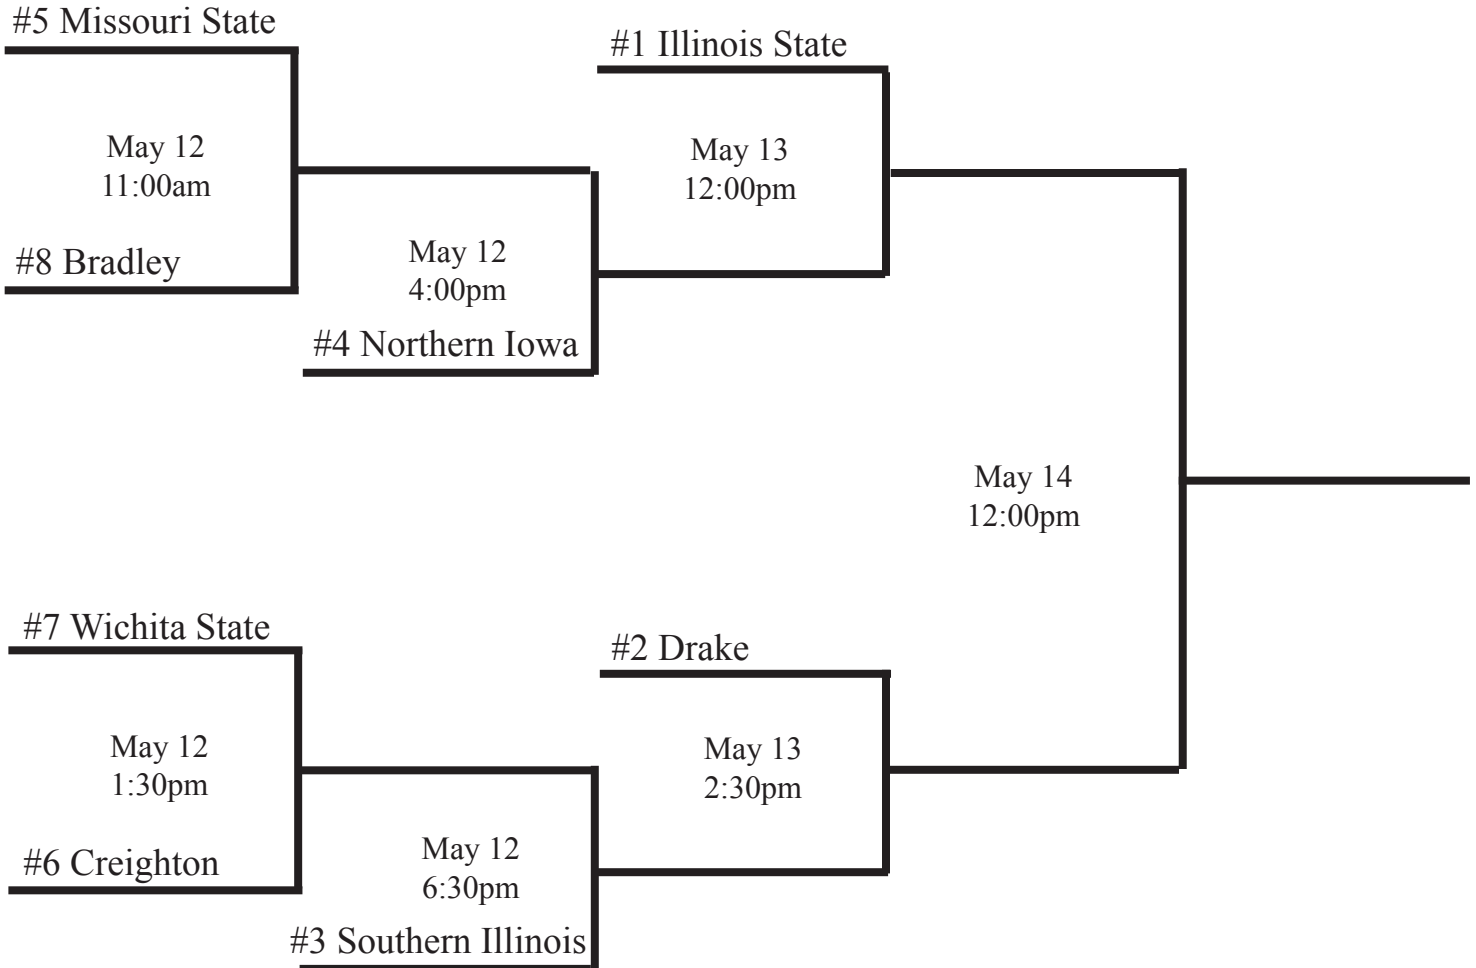 #5 Missouri State
#1 Illinois State
May 12
11:00am
May 13
12:00pm
#8 Bradley
May 12
4:00pm
#4 Northern Iowa
May 14
12:00pm
#7 Wichita State
#2 Drake
May 12
1:30pm
May 13
2:30pm
#6 Creighton
May 12
6:30pm
#3 Southern Illinois